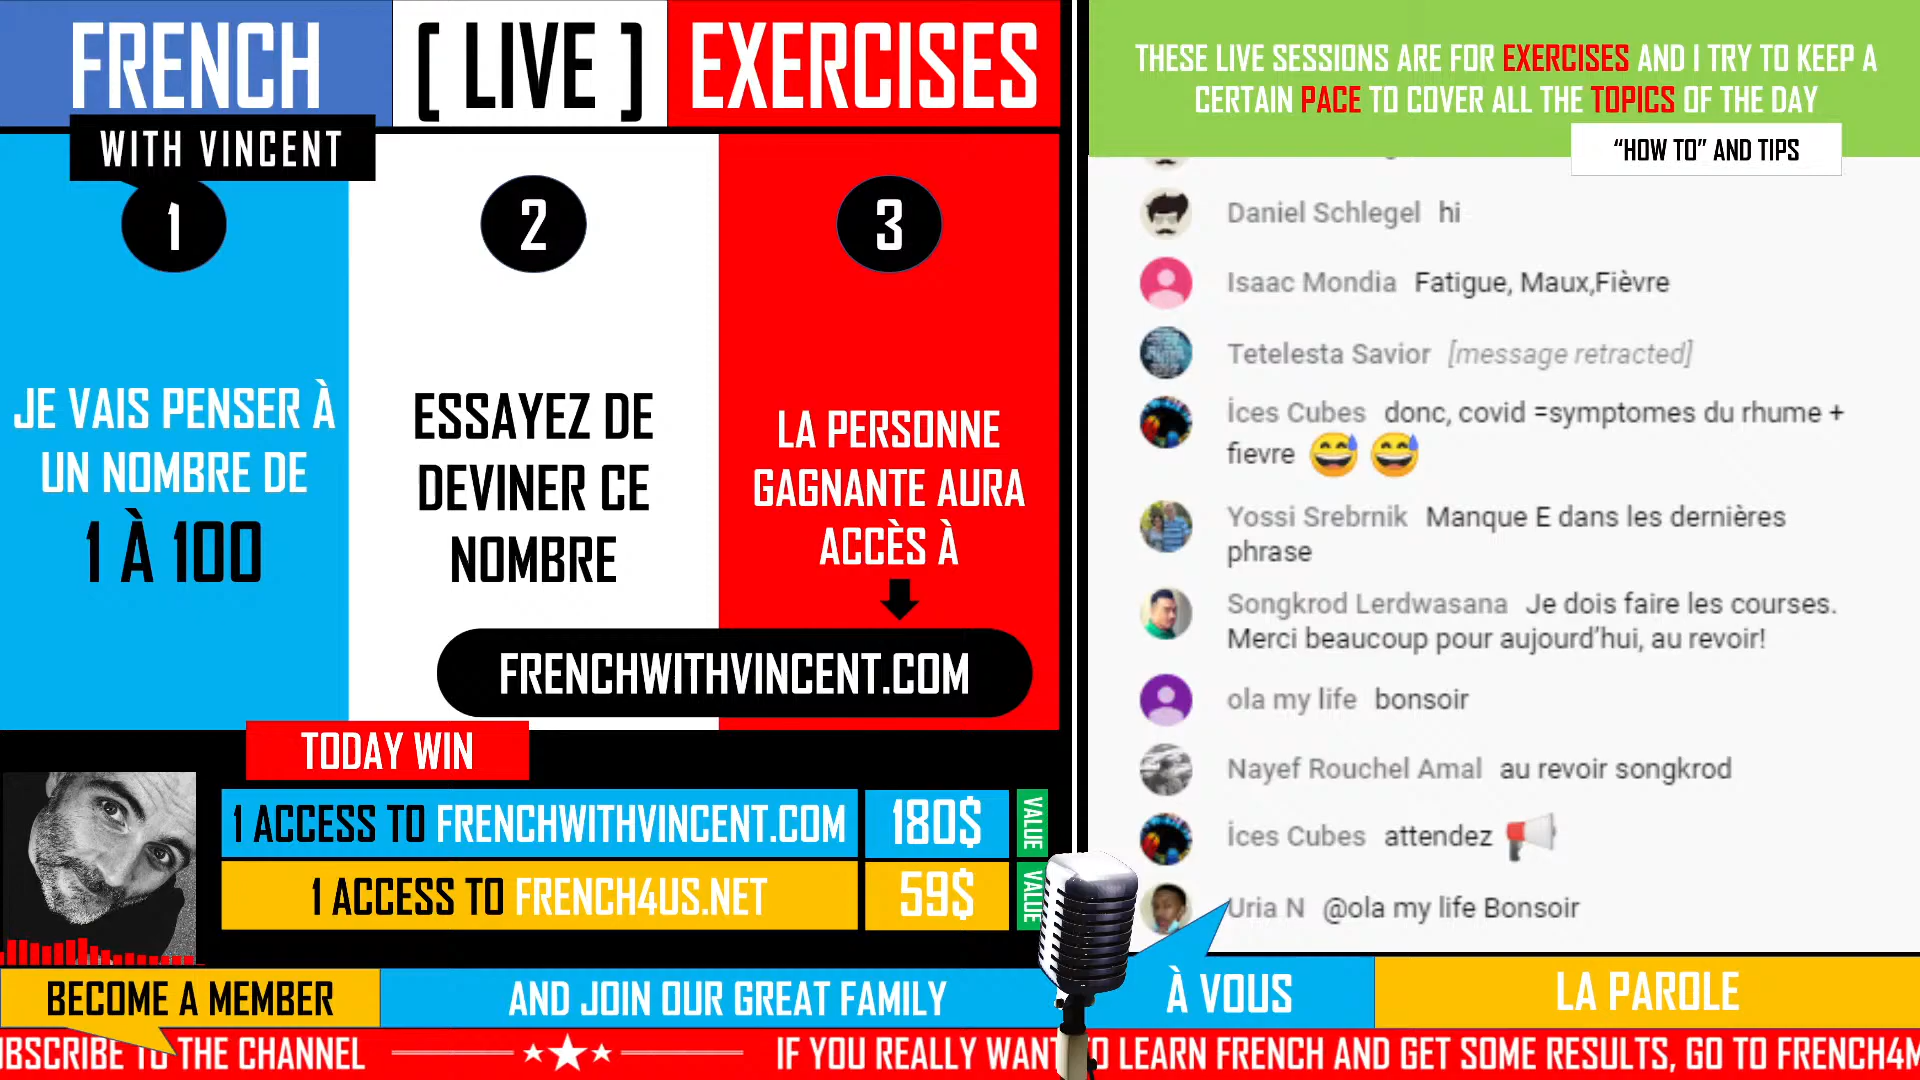 FRENCH
[ LIVE ]
EXERCISES
WITH VINCENT
1
JE VAIS PENSER À
UN NOMBRE DE
1 À 100
2
ESSAYEZ DE
DEVINER CE
NOMBRE
3
LA PERSONNE
GAGNANTE AURA
ACCÈS À
FRENCHWITHVINCENT.COM
TODAY WIN
1 ACCESS TO FRENCHWITHVINCENT.COM
180$
VALUE
1 ACCESS TO FRENCH4US.NET
59$
VALUE
BECOME A MEMBER
AND JOIN OUR GREAT FAMILY
THESE LIVE SESSIONS ARE FOR EXERCISES AND I TRY TO KEEP A
CERTAIN PACE TO COVER ALL THE TOPICS OF THE DAY
“HOW TO” AND TIPS
Daniel Schlegel hi
Isaac Mondia Fatigue, Maux,Fièvre
Tetelesta Savior [message retracted]
İces Cubes donc, covid =symptomes du rhume +
fievre 😅 😅
Yossi Srebrnik Manque E dans les dernières
phrase
Songkrod Lerdwasana Je dois faire les courses.
Merci beaucoup pour aujourd’hui, au revoir!
ola my life bonsoir
Nayef Rouchel Amal au revoir songkrod
İces Cubes attendez 📢
Uria N @ola my life Bonsoir
À VOUS
LA PAROLE
UBSCRIBE TO THE CHANNEL
IF YOU REALLY WANT TO LEARN FRENCH AND GET SOME RESULTS, GO TO FRENCH4M